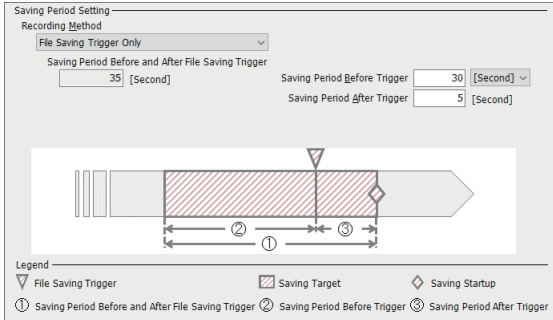 Saving Period Setting
Recording Method
File Saving Trigger Only
Saving Period Before and After File Saving Trigger
35 [Second]
Saving Period Before Trigger 30 [Second]
Saving Period After Trigger 5 [Second]
② ③
①
Legend
File Saving Trigger Saving Target Saving Startup
① Saving Period Before and After File Saving Trigger ② Saving Period Before Trigger ③ Saving Period After Trigger